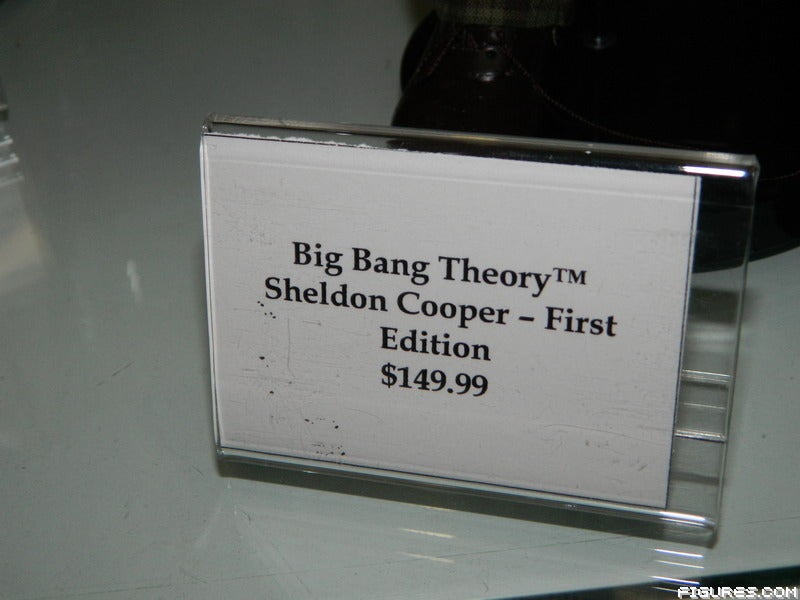 Big Bang Theory™
Sheldon Cooper – First
Edition
$149.99
FIGURES.COM